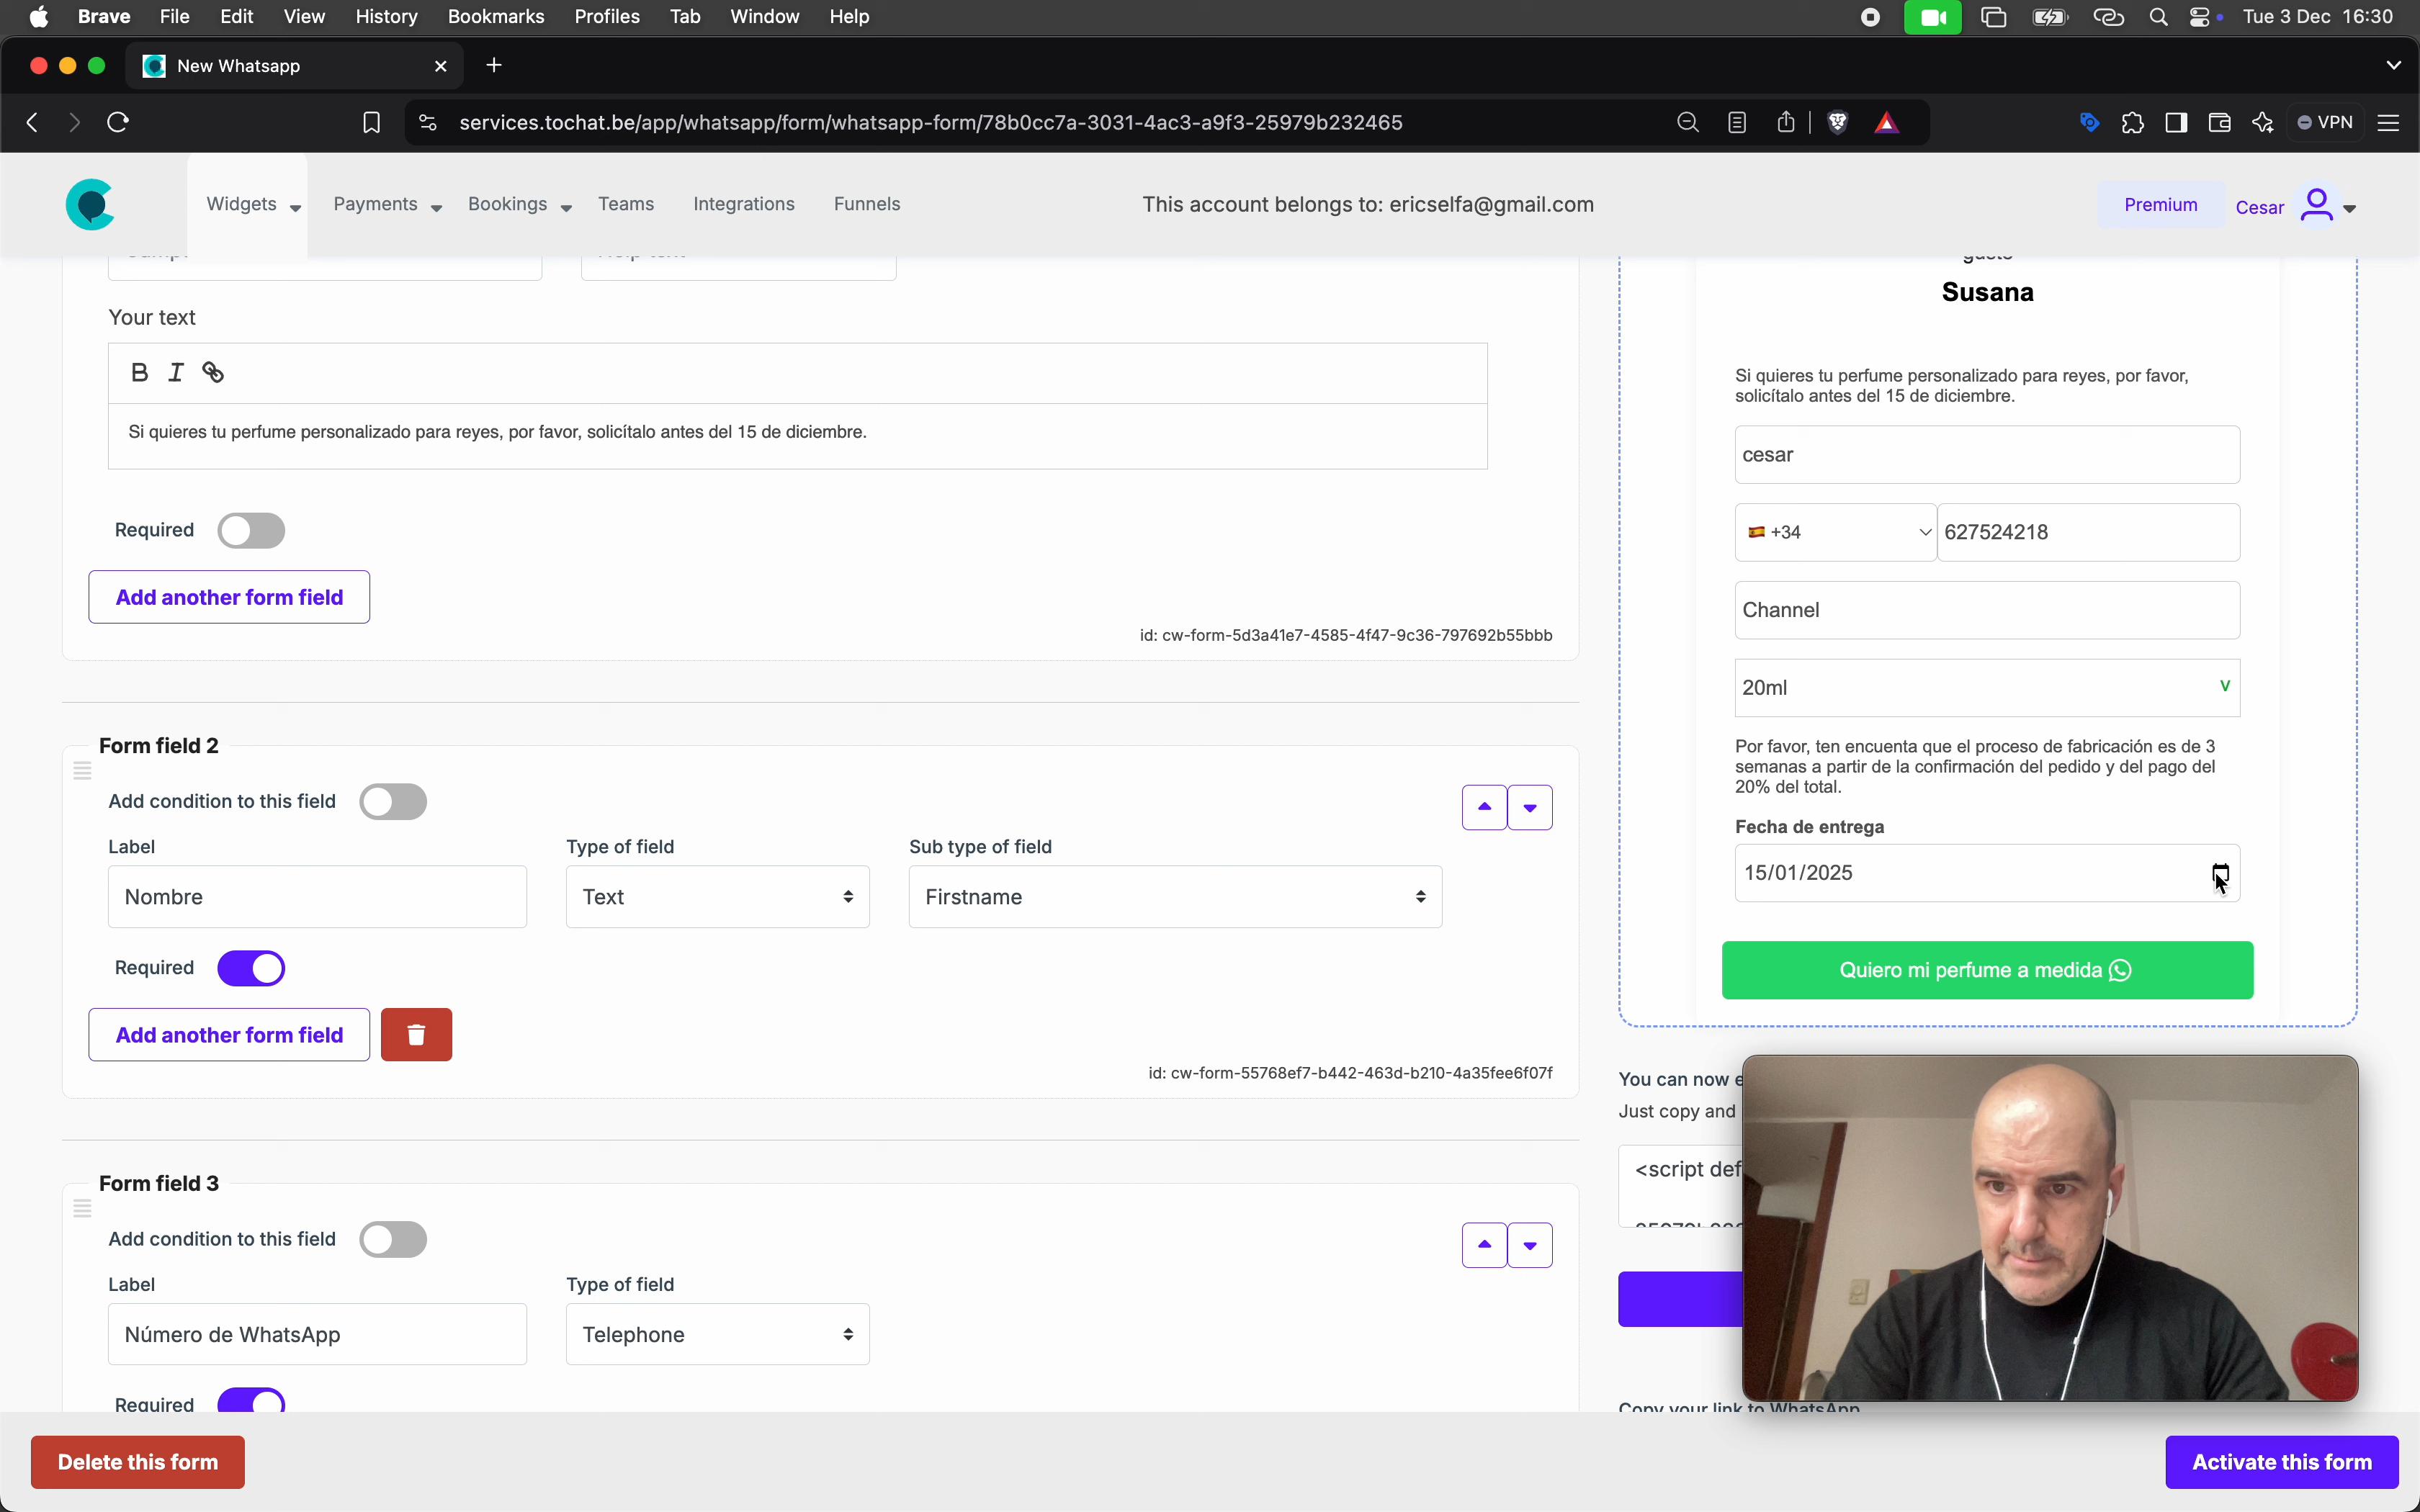 Brave File Edit View History Bookmarks Profiles Tab Window Help Tue 3 Dec 16:30
New Whatsapp
services.tochat.be/app/whatsapp/form/whatsapp-form/78b0cc7a-3031-4ac3-a9f3-25979b232465
VPN
Widgets Payments Bookings Teams Integrations Funnels This account belongs to: ericselfa@gmail.com Premium Cesar
Your text
B I
Si quieres tu perfume personalizado para reyes, por favor, solicítalo antes del 15 de diciembre.
Required
Add another form field
id: cw-form-5d3a41e7-4585-4f47-9c36-797692b55bbb
Form field 2
Add condition to this field
Label Type of field Sub type of field
Nombre Text Firstname
Required
Add another form field
id: cw-form-55768ef7-b442-463d-b210-4a35fee6f07f
Form field 3
Add condition to this field
Label Type of field
Número de WhatsApp Telephone
Required
Delete this form
gusto
Susana
Si quieres tu perfume personalizado para reyes, por favor,
solicítalo antes del 15 de diciembre.
cesar
+34 627524218
Channel
20ml v
Por favor, ten encuenta que el proceso de fabricación es de 3
semanas a partir de la confirmación del pedido y del pago del
20% del total.
Fecha de entrega
15/01/2025
Quiero mi perfume a medida
You can now e
Just copy and
<script def
Copy your link to WhatsApp
Activate this form